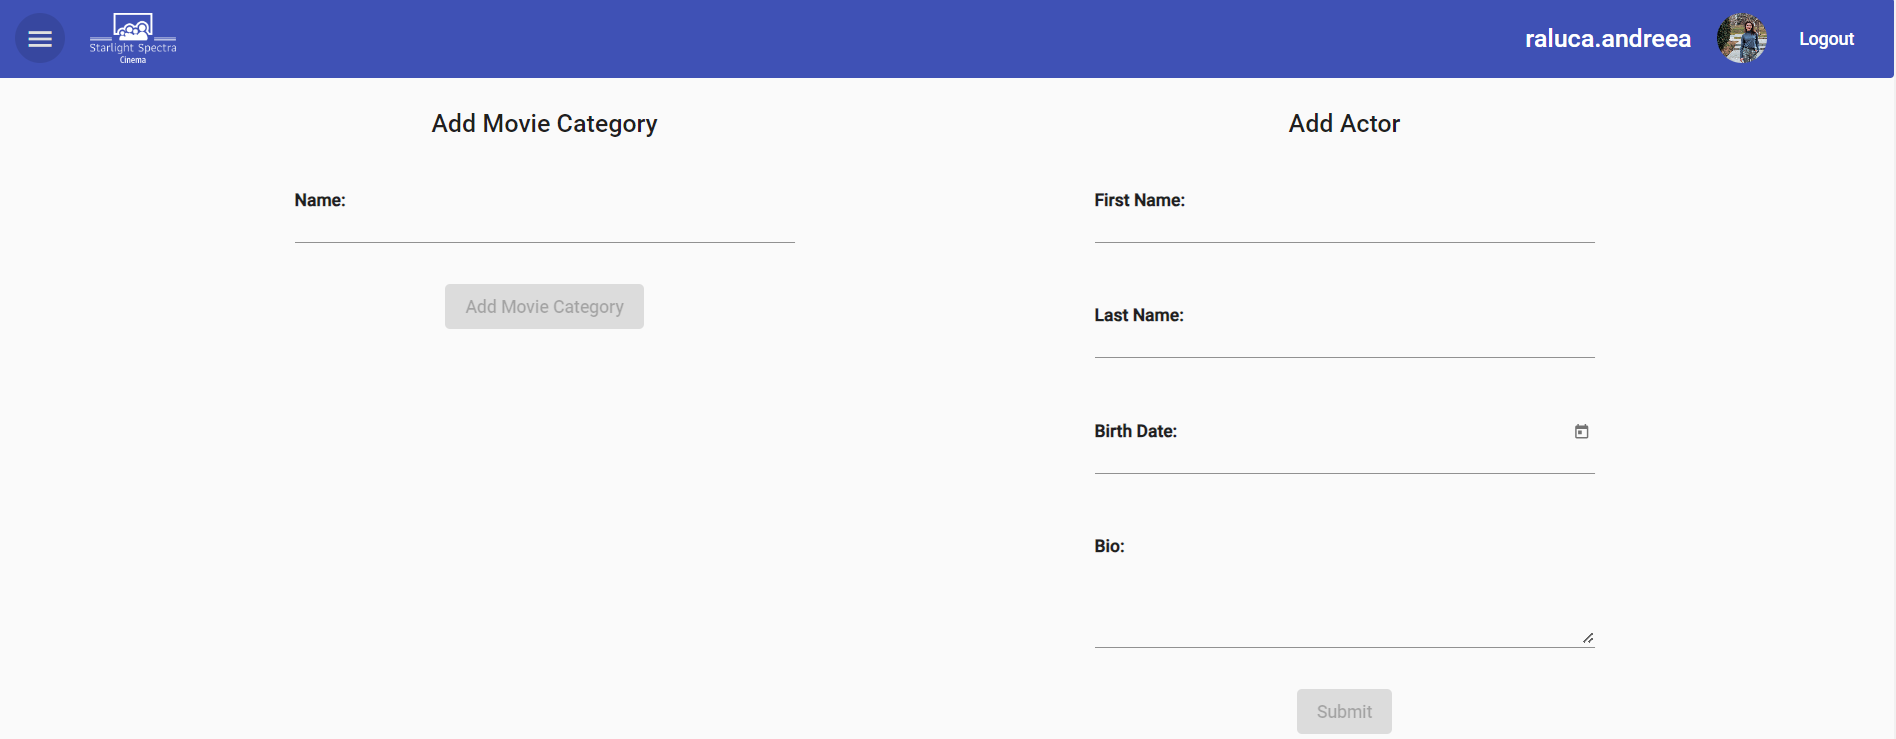 Starlight Spectra
Cinema
raluca.andreea
Logout
Add Movie Category
Name:
Add Movie Category
Add Actor
First Name:
Last Name:
Birth Date:
Bio:
Submit